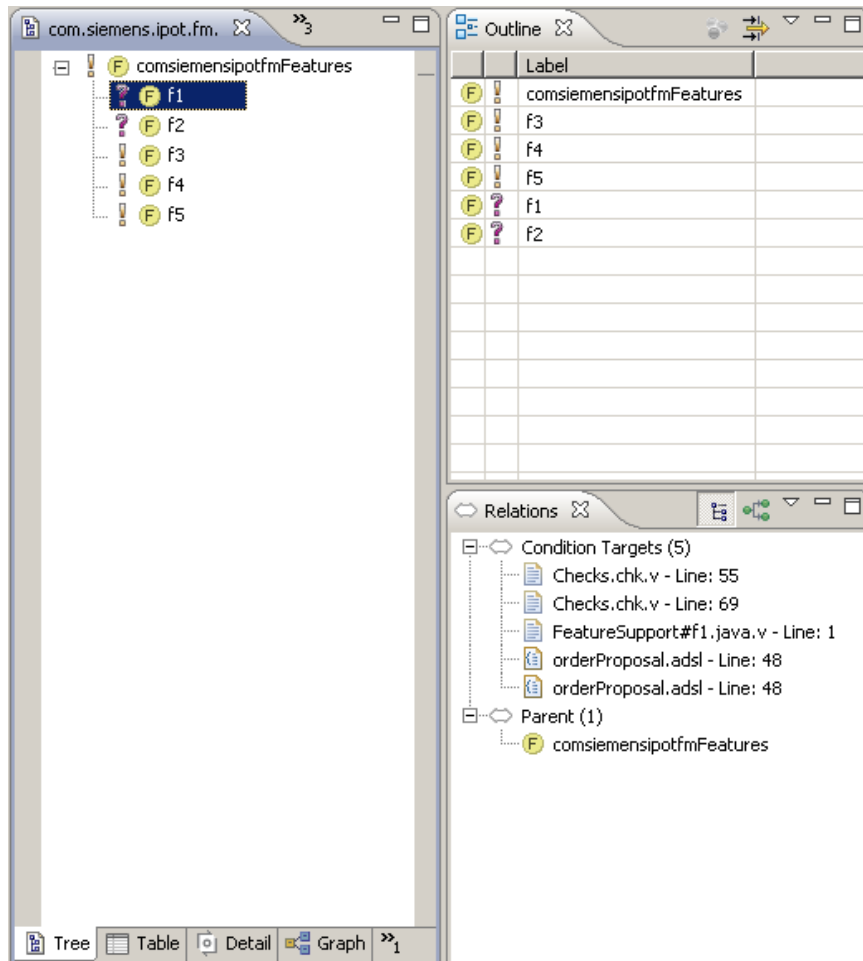 com.siemens.ipot.fm.
»3
comsiemensipotfmFeatures
F f1
F f2
F f3
F f4
F f5
Tree
Table
Detail
Graph
»1
Outline
Label
F ! comsiemensipotfmFeatures
F ! f3
F ! f4
F ! f5
F ? f1
F ? f2
Relations
Condition Targets (5)
Checks.chk.v - Line: 55
Checks.chk.v - Line: 69
FeatureSupport#f1.java.v - Line: 1
orderProposal.adsl - Line: 48
orderProposal.adsl - Line: 48
Parent (1)
F comsiemensipotfmFeatures